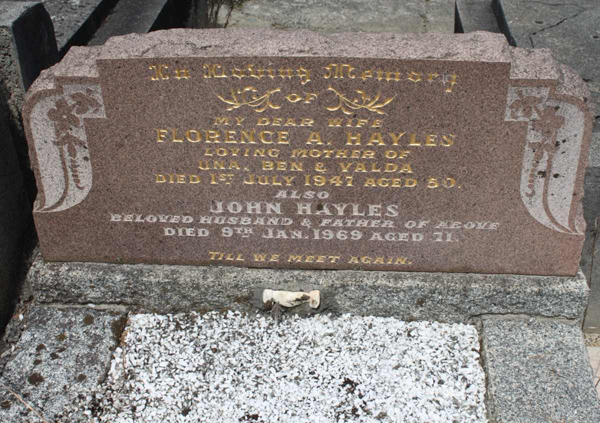 In Loving Memory
OF
MY DEAR WIFE
FLORENCE A. HAYLES
LOVING MOTHER OF
UNA, BEN & VALDA
DIED 1ST JULY 1947 AGED 50.
ALSO
JOHN HAYLES
BELOVED HUSBAND & FATHER OF ABOVE
DIED 9TH JAN. 1969 AGED 71.
TILL WE MEET AGAIN.